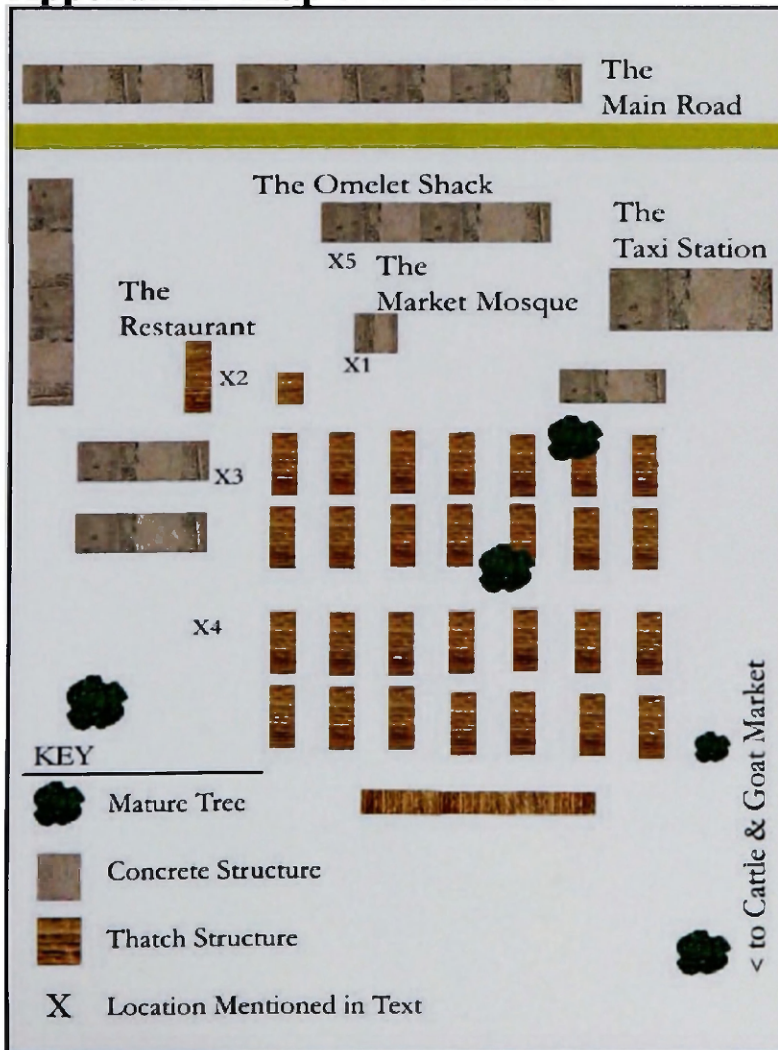 The
Main Road
The Omelet Shack
The
Taxi Station
X5
The
Market Mosque
The
Restaurant
X1
X2
X3
X4
< to Cattle & Goat Market
KEY
Mature Tree
Concrete Structure
Thatch Structure
X Location Mentioned in Text